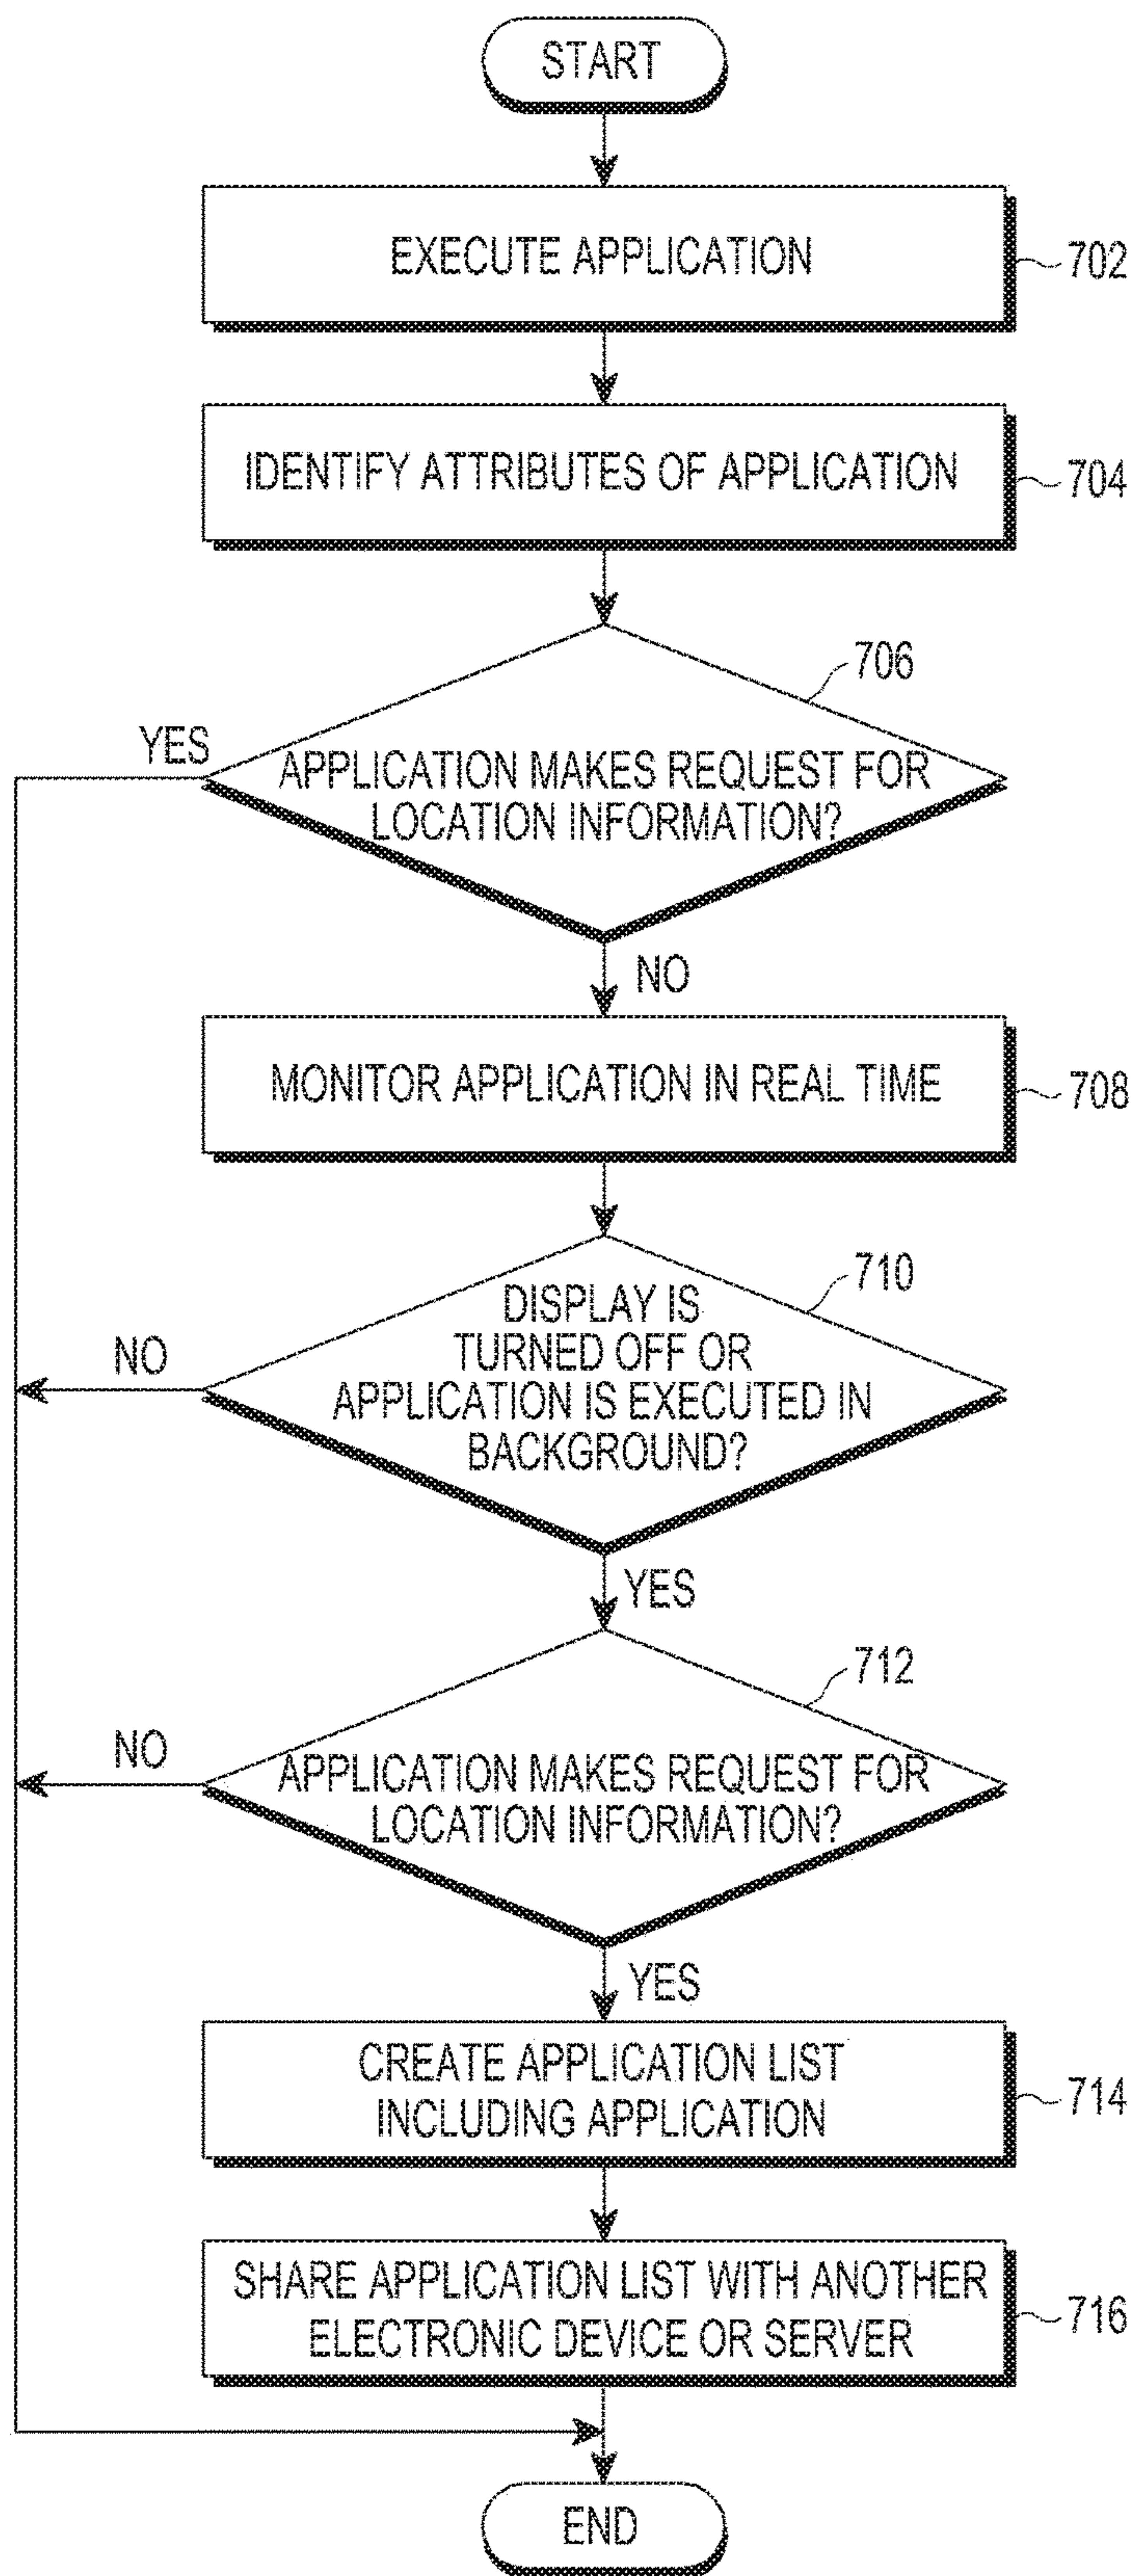 START
EXECUTE APPLICATION
702
IDENTIFY ATTRIBUTES OF APPLICATION
704
706
YES
APPLICATION MAKES REQUEST FOR
LOCATION INFORMATION?
NO
MONITOR APPLICATION IN REAL TIME
708
710
DISPLAY IS
TURNED OFF OR
APPLICATION IS EXECUTED IN
BACKGROUND?
NO
YES
712
NO
APPLICATION MAKES REQUEST FOR
LOCATION INFORMATION?
YES
CREATE APPLICATION LIST
INCLUDING APPLICATION
714
SHARE APPLICATION LIST WITH ANOTHER
ELECTRONIC DEVICE OR SERVER
716
END